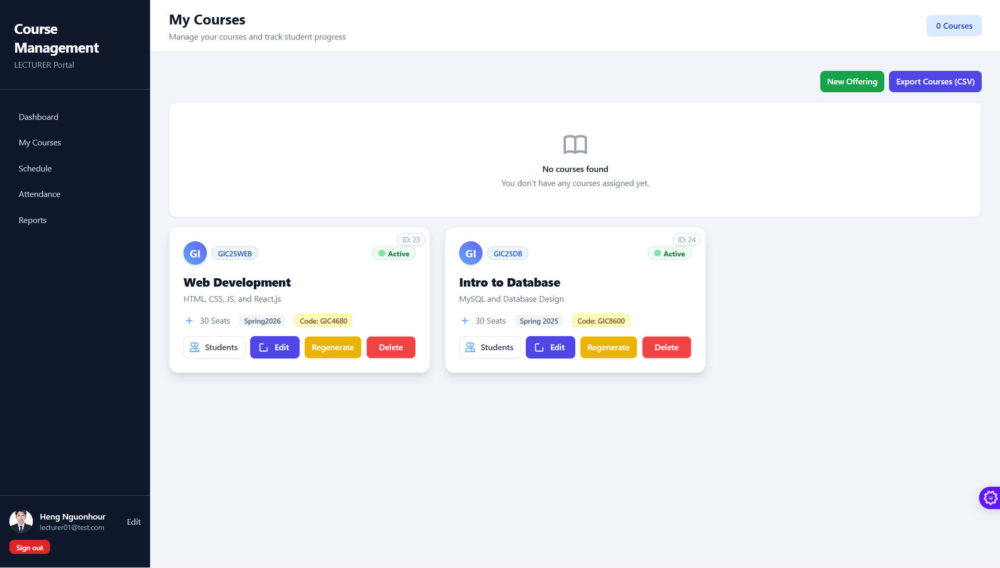 Course
Management
LECTURER Portal
Dashboard
My Courses
Schedule
Attendance
Reports
Heng Nguonhour
lecturer01@test.com
Edit
Sign out
My Courses
Manage your courses and track student progress
0 Courses
New Offering
Export Courses (CSV)
No courses found
You don't have any courses assigned yet.
ID: 23
GI
GIC25WEB
Active
Web Development
HTML, CSS, JS, and React.js
30 Seats
Spring2026
Code: GIC4680
Students
Edit
Regenerate
Delete
ID: 24
GI
GIC25DB
Active
Intro to Database
MySQL and Database Design
30 Seats
Spring 2025
Code: GIC8600
Students
Edit
Regenerate
Delete